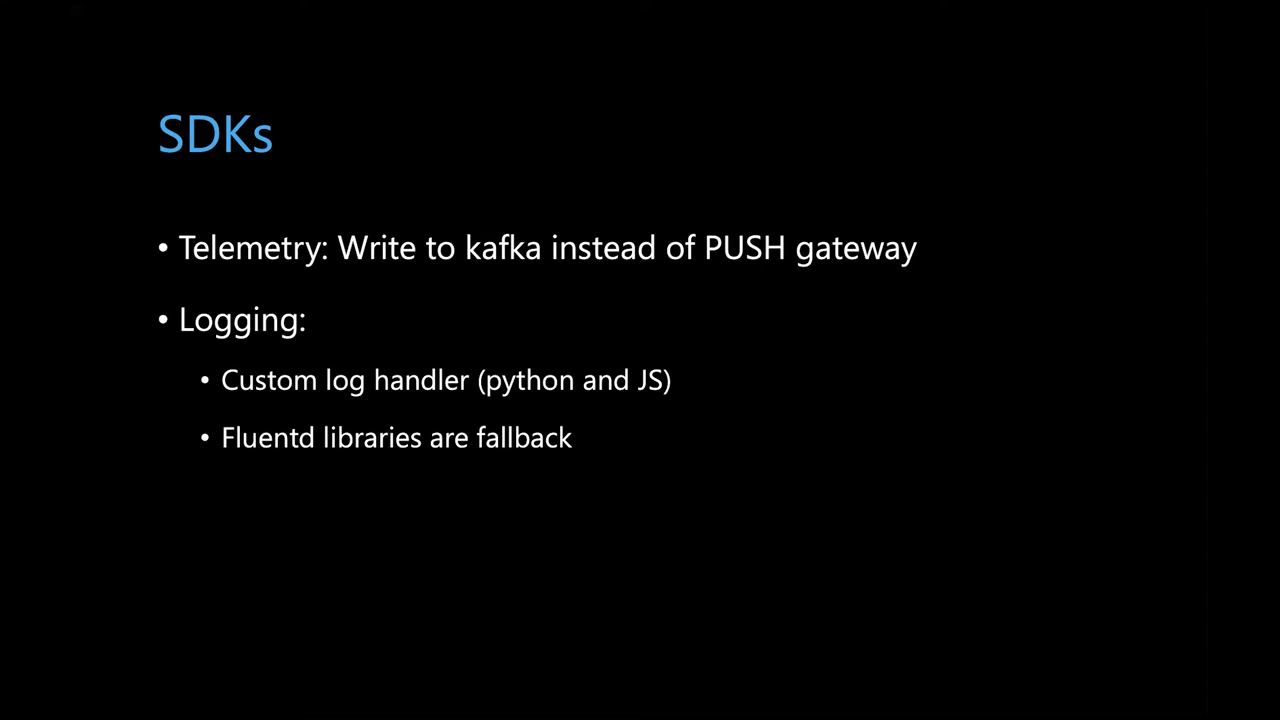 SDKs
• Telemetry: Write to kafka instead of PUSH gateway
• Logging:
• Custom log handler (python and JS)
• Fluentd libraries are fallback